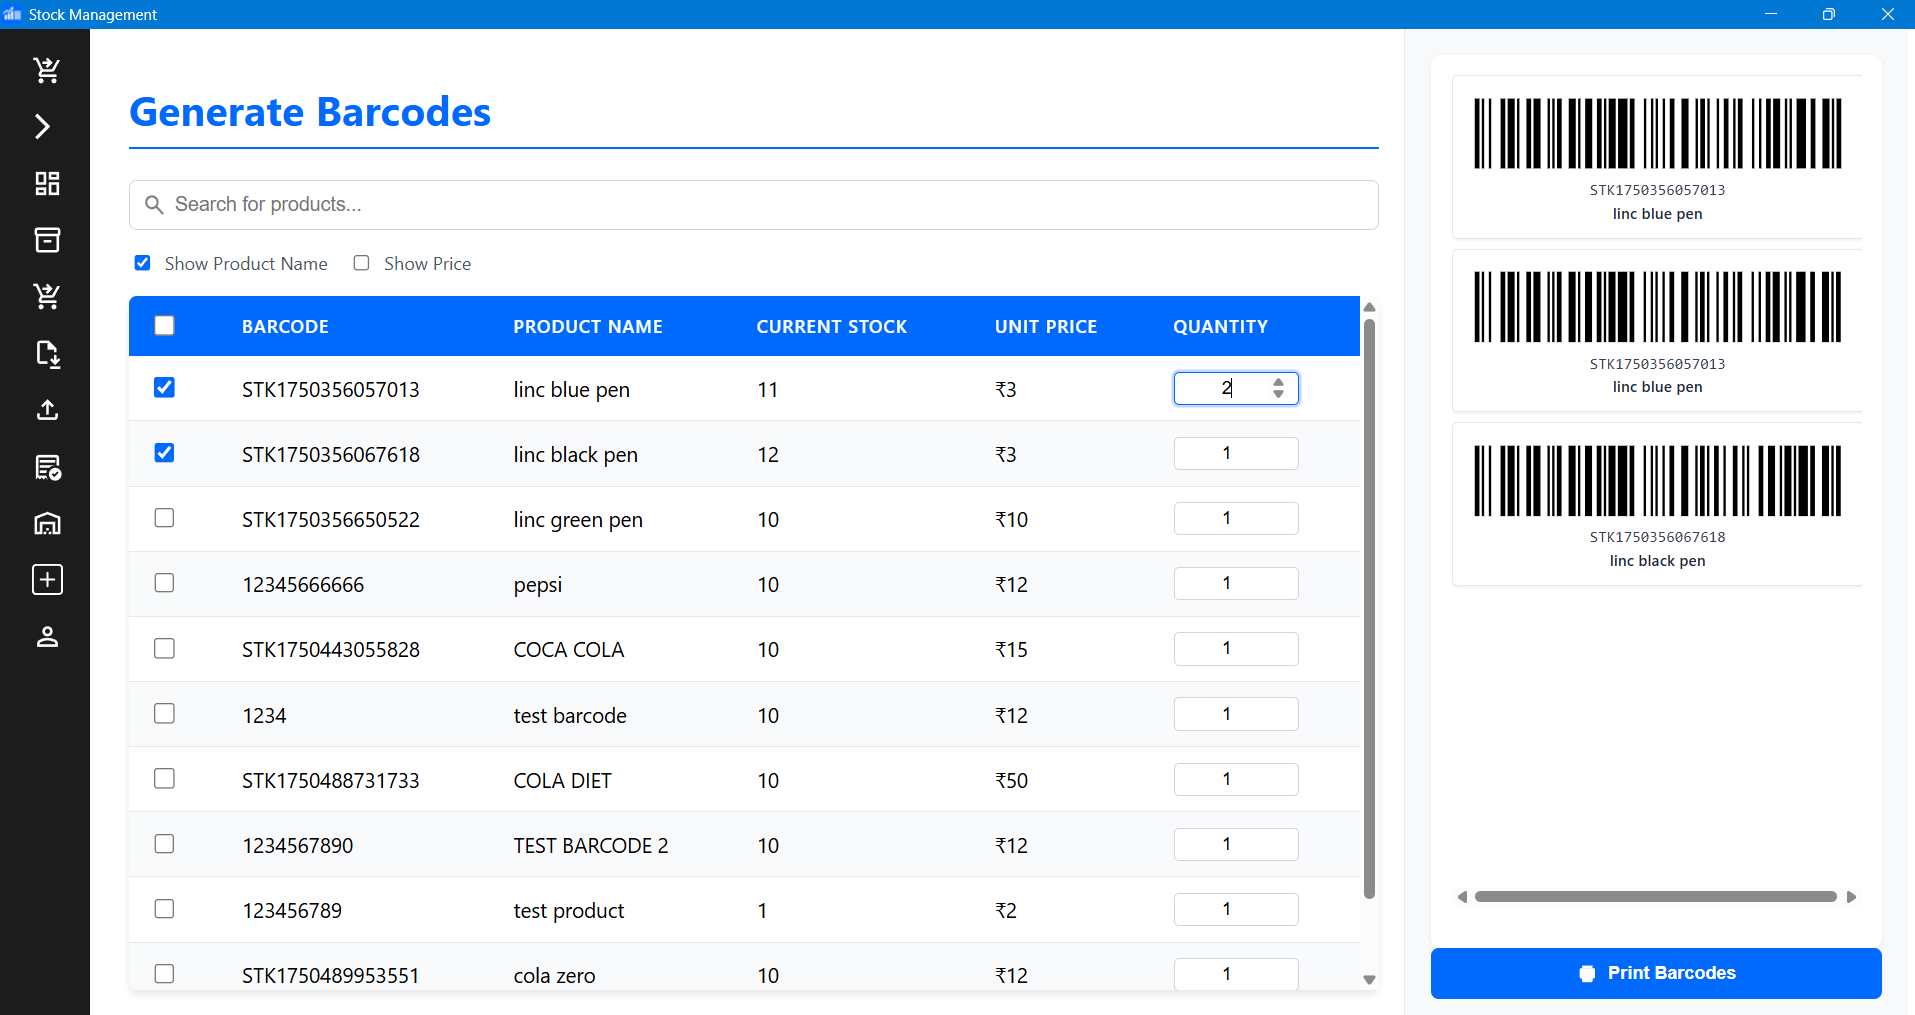 Stock Management
Generate Barcodes
Search for products...
Show Product Name Show Price
BARCODE PRODUCT NAME CURRENT STOCK UNIT PRICE QUANTITY
STK1750356057013 linc blue pen 11 ₹3 2
STK1750356067618 linc black pen 12 ₹3 1
STK1750356650522 linc green pen 10 ₹10 1
12345666666 pepsi 10 ₹12 1
STK1750443055828 COCA COLA 10 ₹15 1
1234 test barcode 10 ₹12 1
STK1750488731733 COLA DIET 10 ₹50 1
1234567890 TEST BARCODE 2 10 ₹12 1
123456789 test product 1 ₹2 1
STK1750489953551 cola zero 10 ₹12 1
STK1750356057013
linc blue pen
STK1750356057013
linc blue pen
STK1750356067618
linc black pen
Print Barcodes